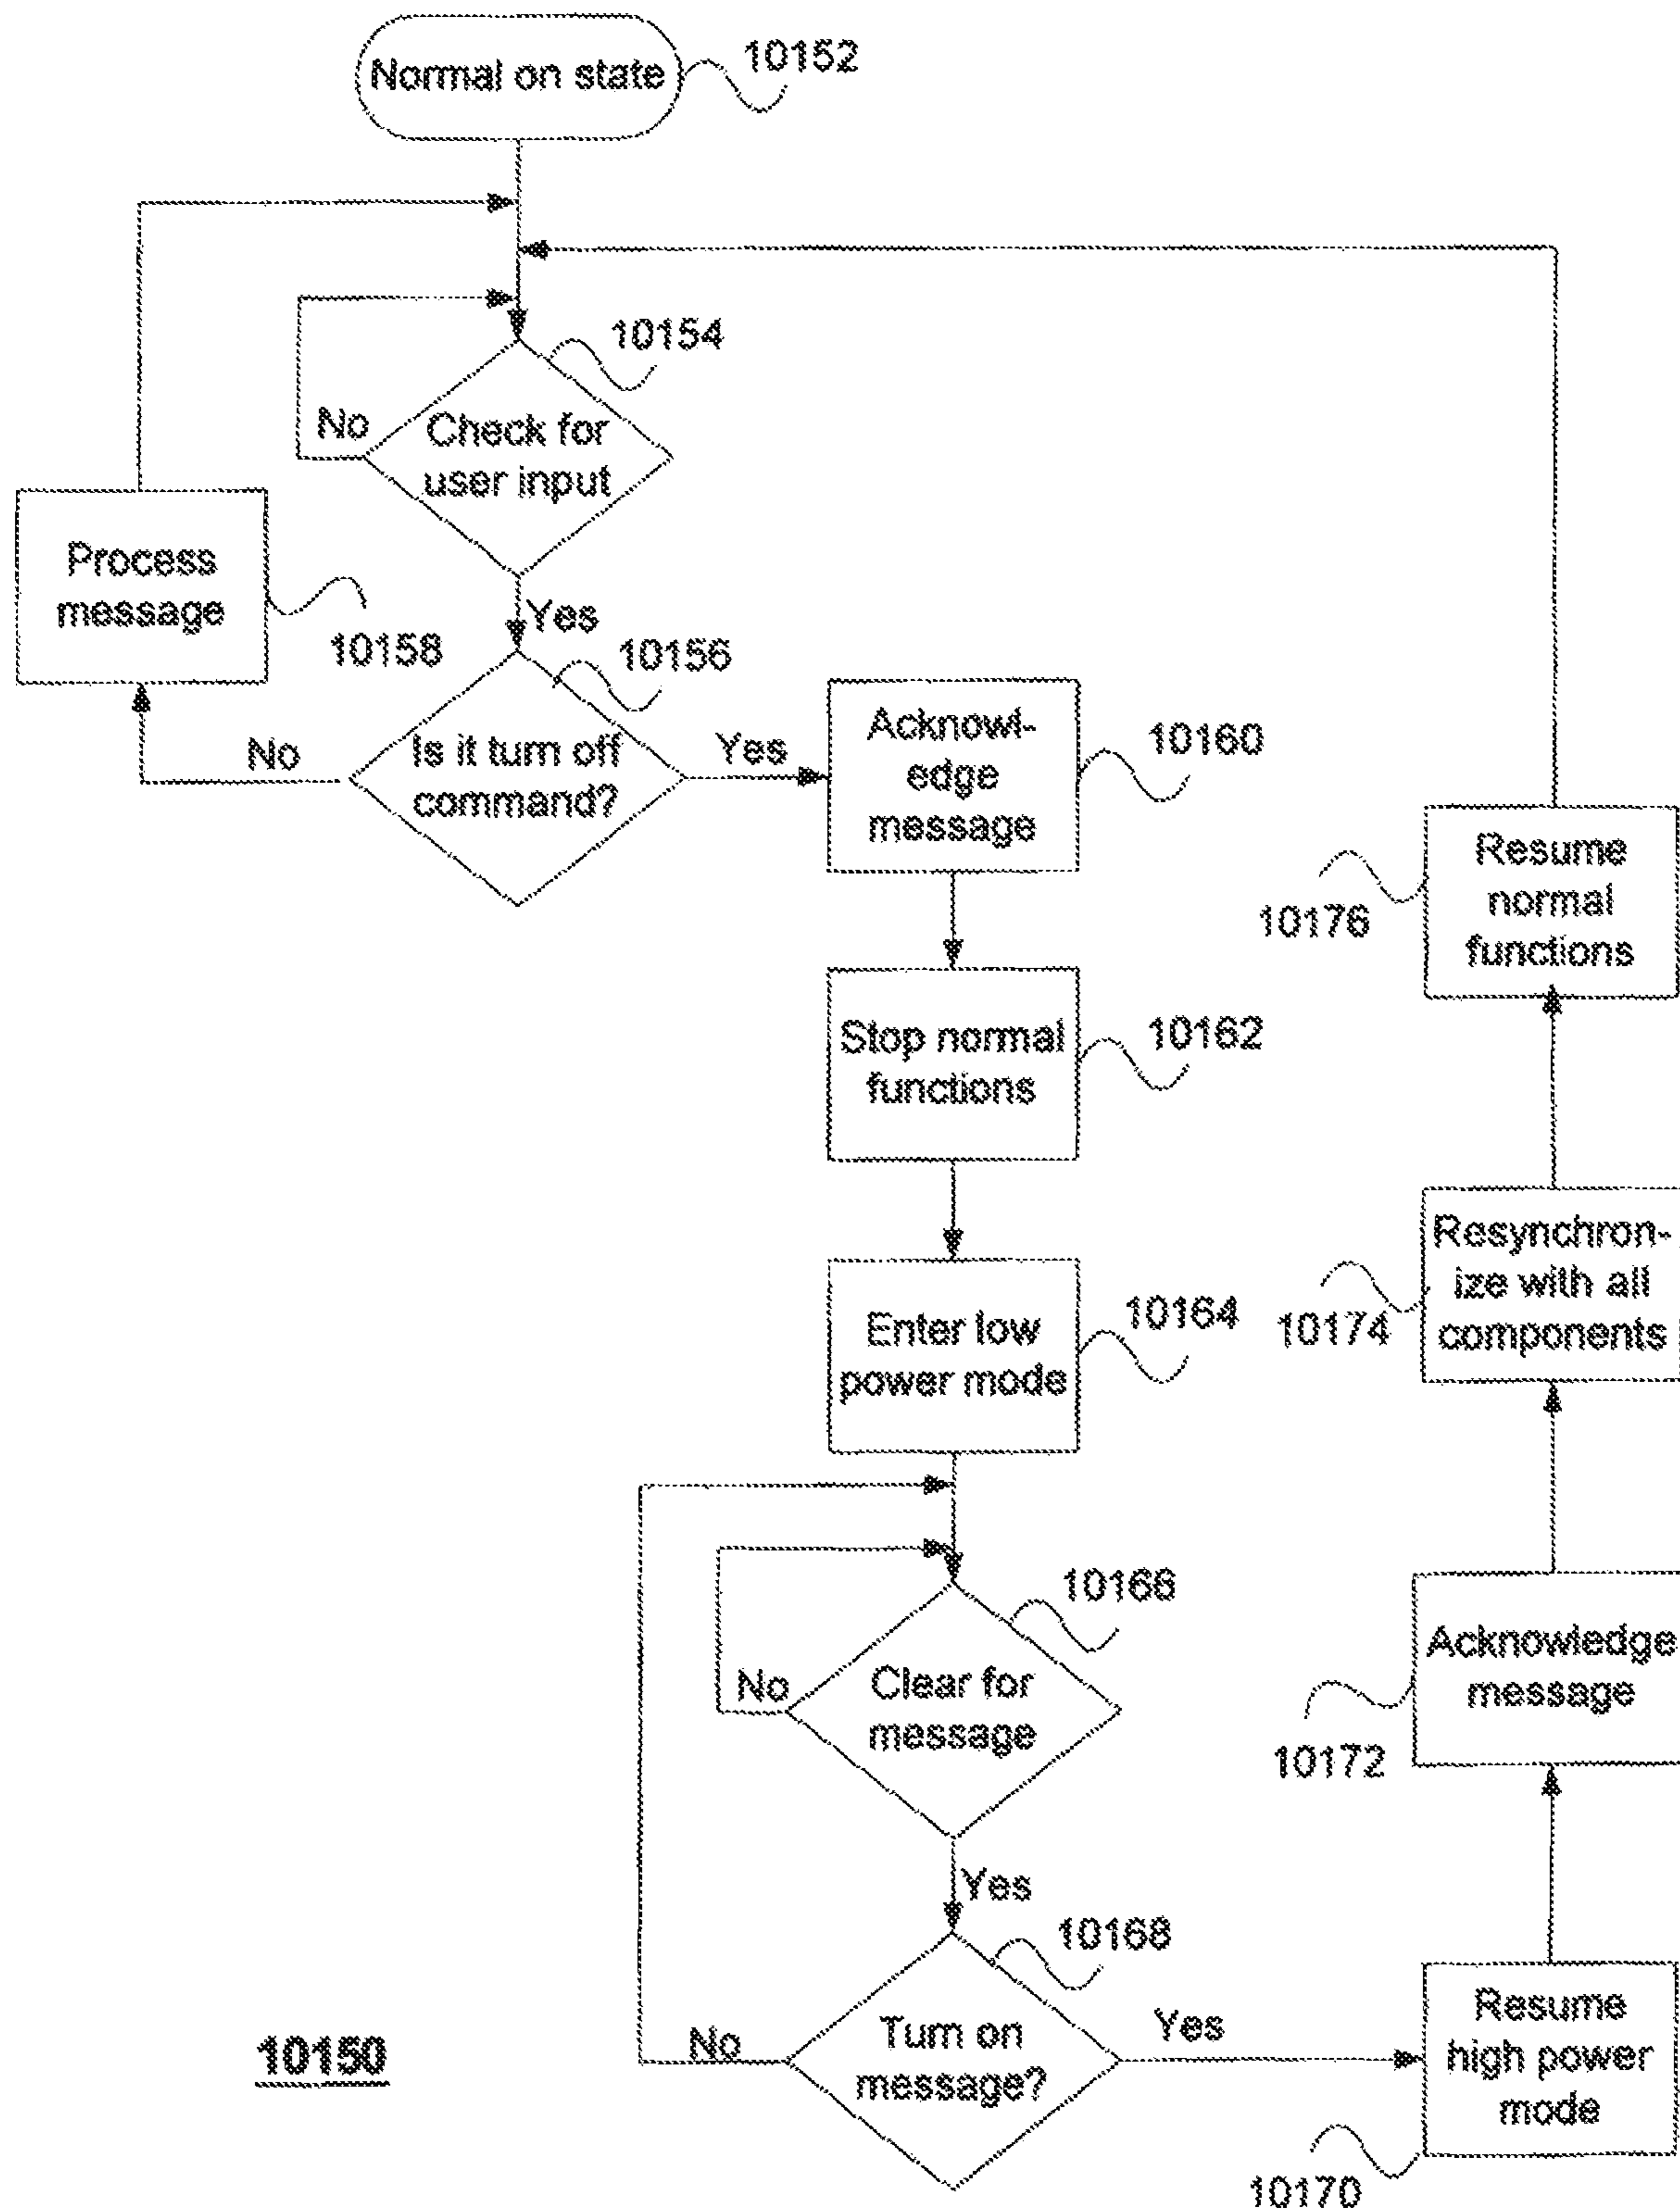 Normal on state
10152
10154
No
Check for
user input
Process
message
10158
Yes
10156
No
Is it turn off
command?
Yes
Acknowl-
edge
message
10160
Resume
normal
functions
10176
Stop normal
functions
10162
Resynchron-
ize with all
components
10174
Enter low
power mode
10164
10166
No
Clear for
message
Acknowledge
message
10172
Yes
10168
No
Turn on
message?
Yes
Resume
high power
mode
10170
10150